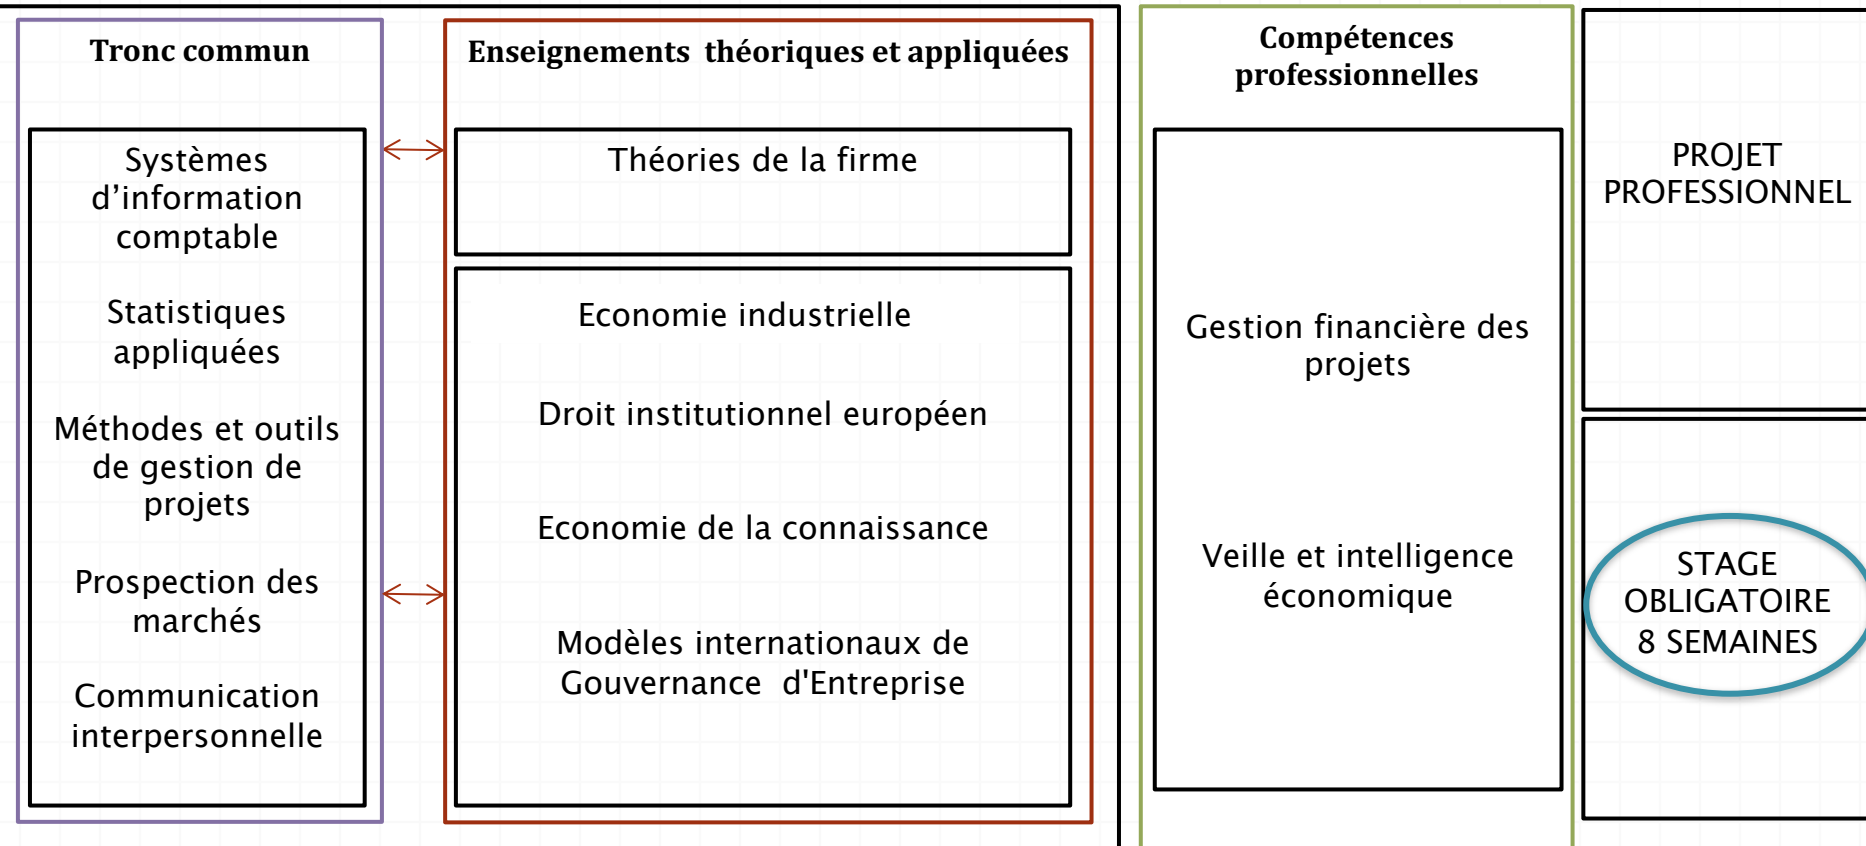 Tronc commun
Systèmes
d’information
comptable
Statistiques
appliquées
Méthodes et outils
de gestion de
projets
Prospection des
marchés
Communication
interpersonnelle
Enseignements  théoriques et appliquées
Théories de la firme
Economie industrielle
Droit institutionnel européen
Economie de la connaissance
Modèles internationaux de
Gouvernance  d'Entreprise
Compétences
professionnelles
Gestion financière des
projets
Veille et intelligence
économique
PROJET
PROFESSIONNEL
STAGE
OBLIGATOIRE
8 SEMAINES